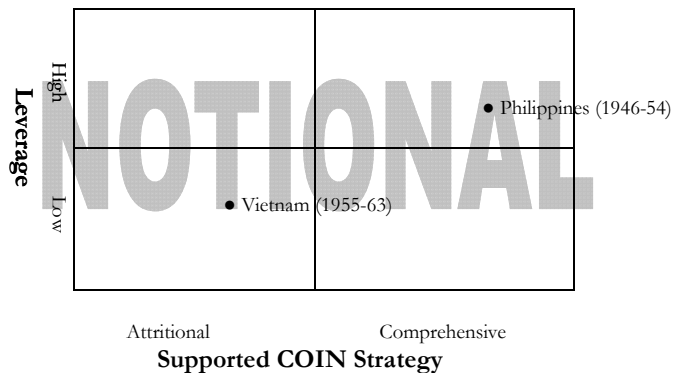 NOTIONAL
High
Leverage
Low
Philippines (1946-54)
Vietnam (1955-63)
Attritional
Comprehensive
Supported COIN Strategy